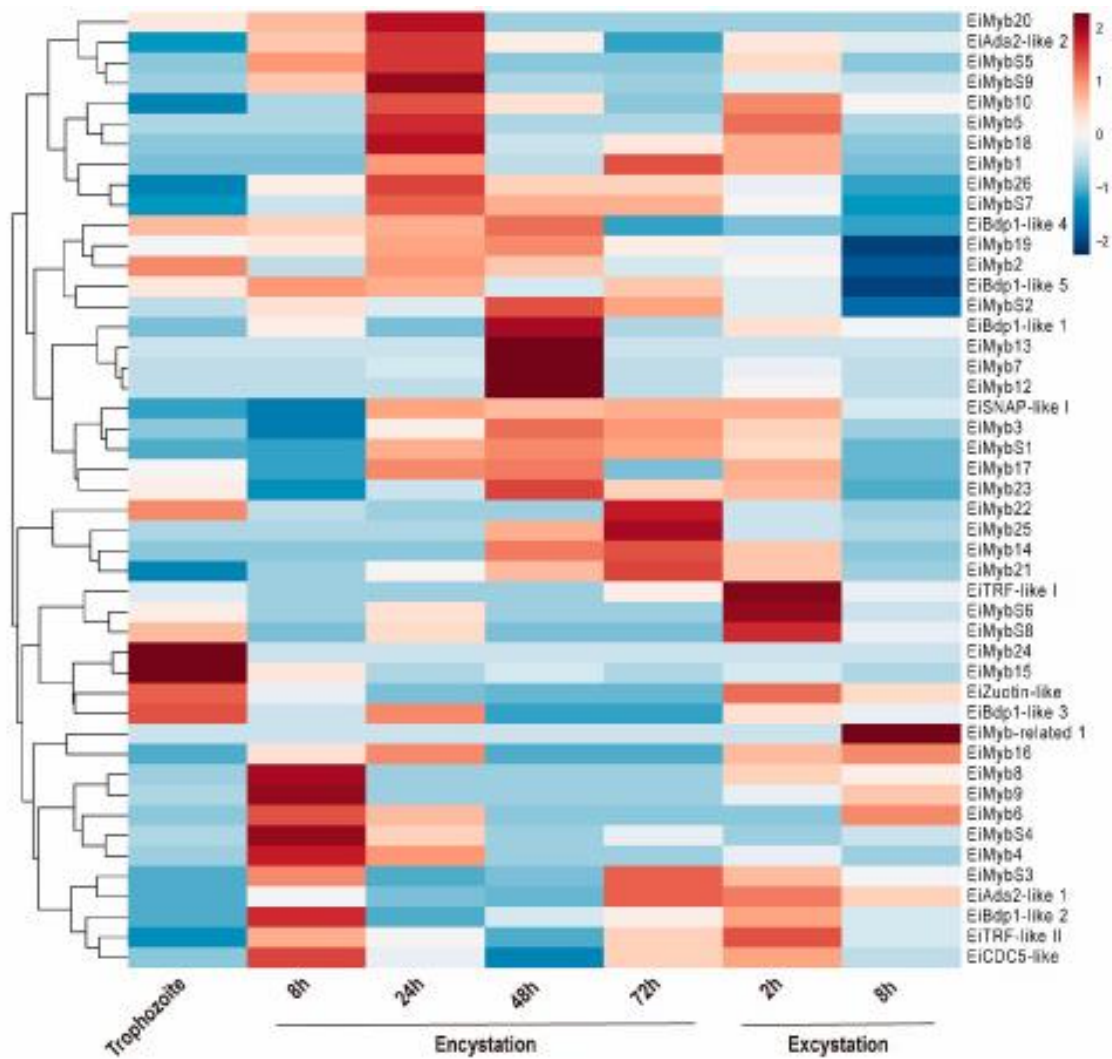 EiMyb20
EiAda2-like 2
EiMybS5
EiMybS9
EiMyb10
EiMyb5
EiMyb18
EiMyb1
EiMyb26
EiMybS7
EiBdp1-like 4
EiMyb19
EiMyb2
EiBdp1-like 5
EiMybS2
EiBdp1-like 1
EiMyb13
EiMyb7
EiMyb12
EiSNAP-like I
EiMyb3
EiMybS1
EiMyb17
EiMyb23
EiMyb22
EiMyb25
EiMyb14
EiMyb21
EiTRF-like I
EiMybS6
EiMybS8
EiMyb24
EiMyb15
EiZuotin-like
EiBdp1-like 3
EiMyb-related 1
EiMyb16
EiMyb8
EiMyb9
EiMyb6
EiMybS4
EiMyb4
EiMybS3
EiAda2-like 1
EiBdp1-like 2
EiTRF-like II
EiCDC5-like
2
1
0
-1
-2
Trophozoite
8h
24h
48h
72h
2h
8h
Encystation
Excystation